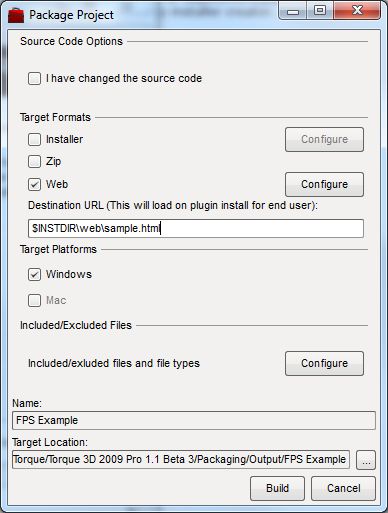 Package Project
Source Code Options
I have changed the source code
Target Formats
Installer
Configure
Zip
Web
Configure
Destination URL (This will load on plugin install for end user):
$INSTDIR\web\sample.html
Target Platforms
Windows
Mac
Included/Excluded Files
Included/exluded files and file types
Configure
Name:
FPS Example
Target Location:
Torque/Torque 3D 2009 Pro 1.1 Beta 3/Packaging/Output/FPS Example
...
Build
Cancel